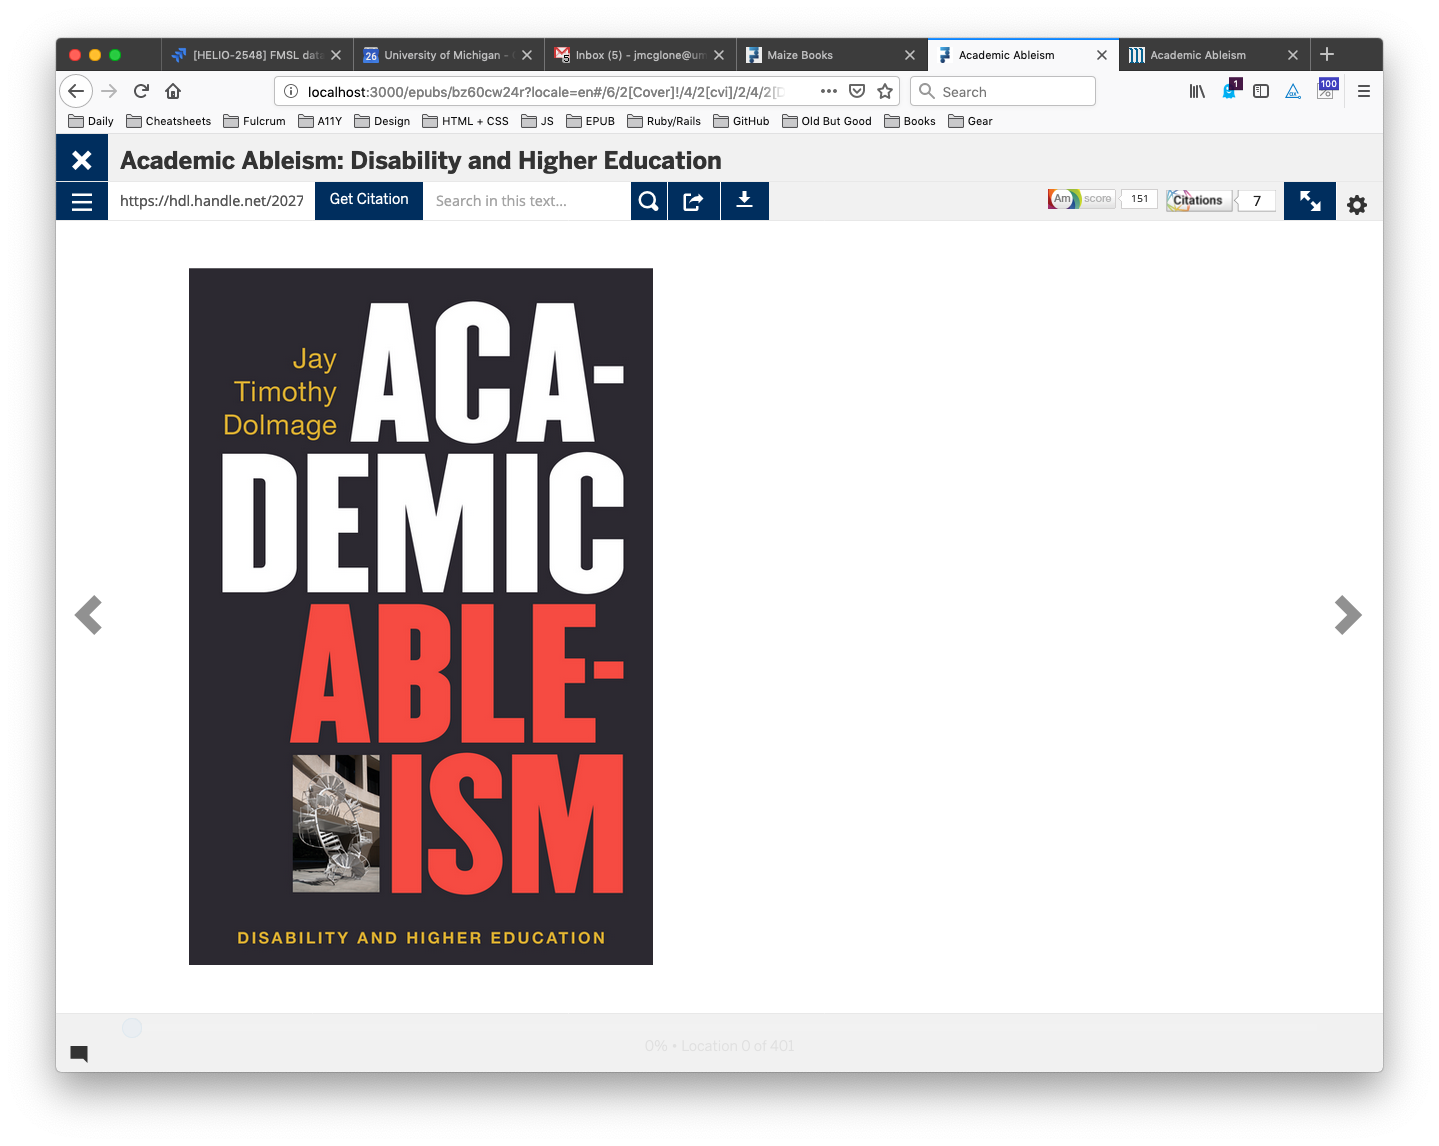 [HELIO-2548] FMSL dat
University of Michigan -
Inbox (5) - jmcglone@um
Maize Books
Academic Ableism
Academic Ableism
localhost:3000/epubs/bz60cw24r?locale=en#/6/2[Cover]!/4/2[cvi]/2/4/2[D
Search
1
100
Daily
Cheatsheets
Fulcrum
A11Y
Design
HTML + CSS
JS
EPUB
Ruby/Rails
GitHub
Old But Good
Books
Gear
Academic Ableism: Disability and Higher Education
https://hdl.handle.net/2027
Get Citation
Search in this text...
Am score 151
Citations 7
Jay
Timothy
Dolmage
ACA-
DEMIC
ABLE-
ISM
DISABILITY AND HIGHER EDUCATION
0% • Location 0 of 401